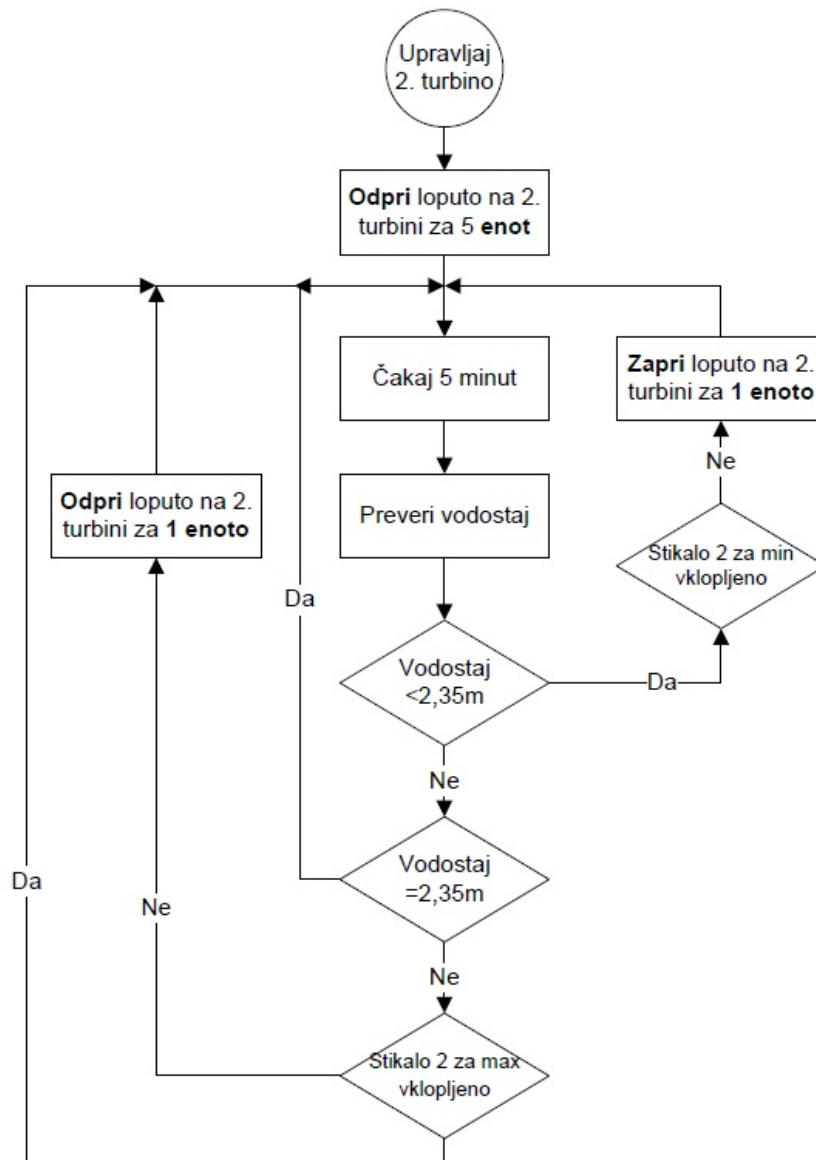 Upravljaj
2. turbino
Odpri loputo na 2.
turbini za 5 enot
Čakaj 5 minut
Zapri loputo na 2.
turbini za 1 enoto
Ne
Odpri loputo na 2.
turbini za 1 enoto
Preveri vodostaj
Stikalo 2 za min
vklopljeno
Da
Vodostaj
<2,35m
Da
Ne
Vodostaj
=2,35m
Da
Ne
Ne
Stikalo 2 za max
vklopljeno